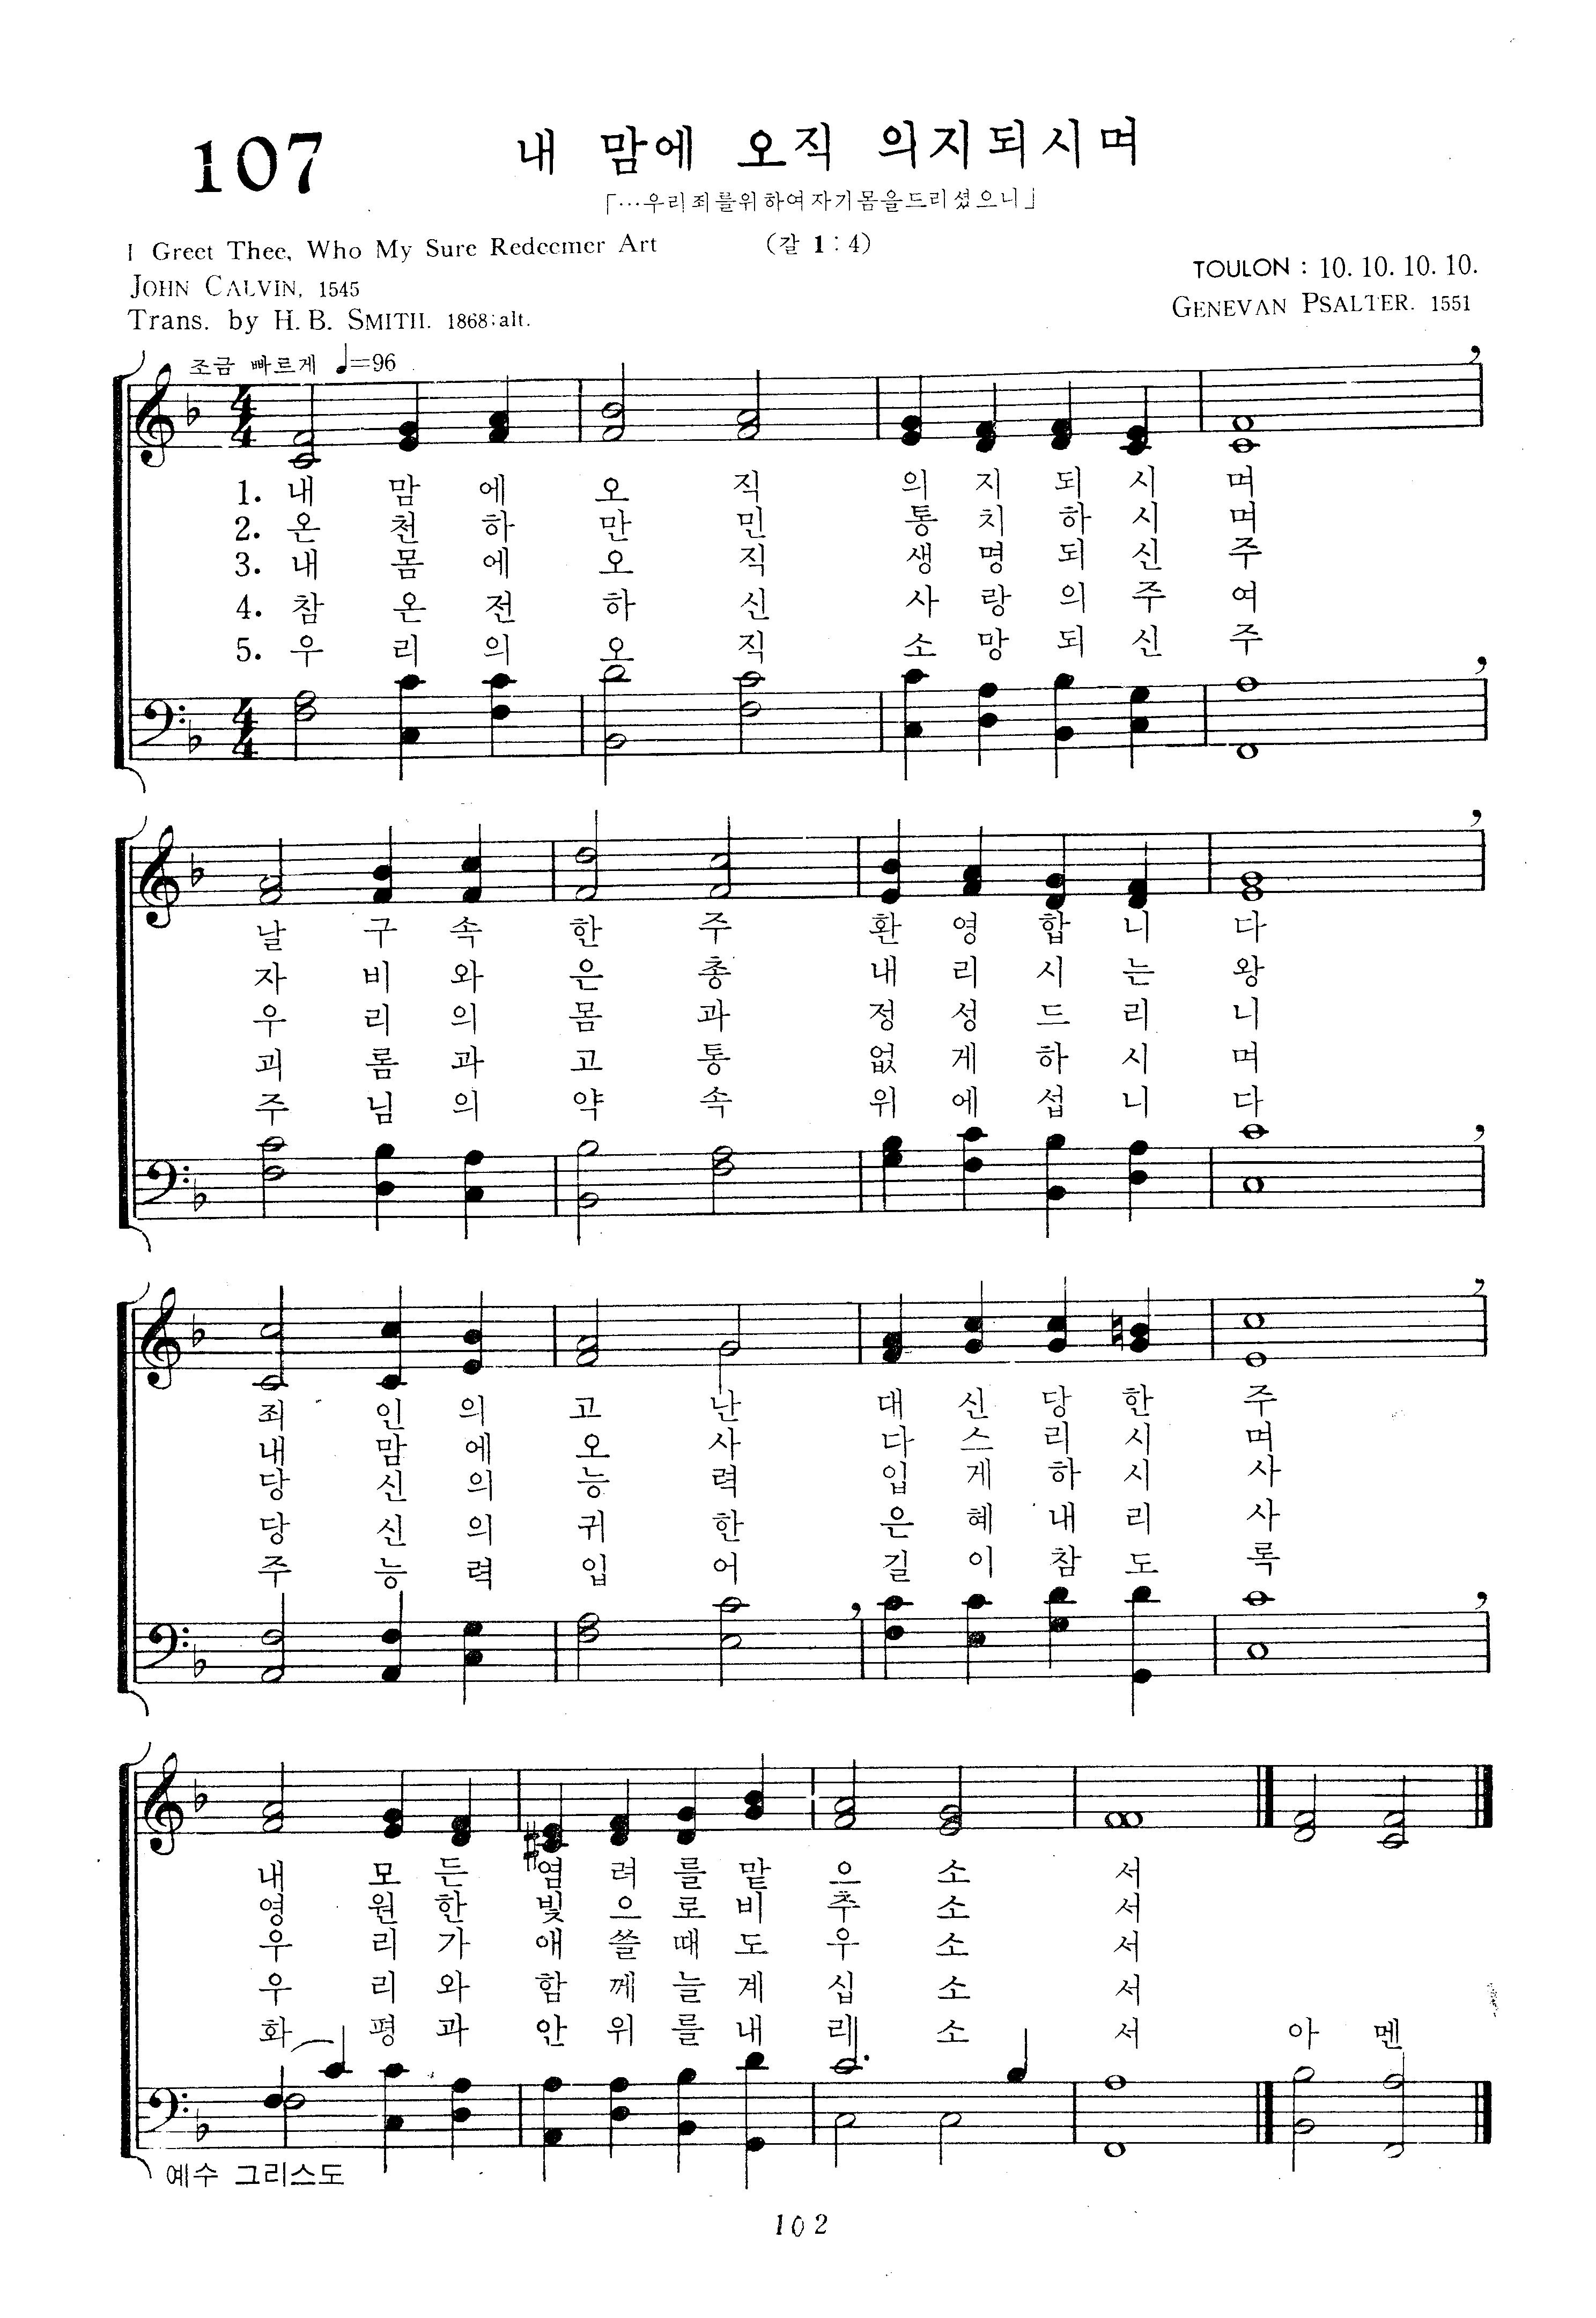 107
내 맘에 오직 의지되시며
「…우리죄를위하여자기몸을드리셨으니」
I Greet Thee, Who My Sure Redeemer Art
(갈 1 : 4)
JOHN CALVIN, 1545
TOULON : 10. 10. 10. 10.
Trans. by H. B. SMITH. 1868; alt.
GENEVAN PSALTER. 1551
조금 빠르게 ♩=96
1. 내 맘 에 오 직 의 지 되 시 며
2. 온 천 하 만 민 통 치 하 시 며
3. 내 몸 에 오 직 생 명 되 신 주
4. 참 온 전 하 신 사 랑 의 주 여
5. 우 리 의 오 직 소 망 되 신 주
날 구 속 한 주 환 영 합 니 다
자 비 와 은 총 내 리 시 는 왕
우 리 의 몸 과 정 성 드 리 니
괴 롬 과 고 통 없 게 하 시 며
주 님 의 약 속 위 에 섭 니 다
죄 인 의 고 난 대 신 당 한 주
내 맘 에 오 사 다 스 리 시 며
당 신 의 능 력 입 게 하 시 사
당 신 의 귀 한 은 혜 내 리 사
주 능 력 입 어 길 이 참 도 록
내 모 든 염 려 를 맡 으 소 서
영 원 한 빛 으 로 비 추 소 서
우 리 가 애 쓸 때 도 우 소 서
우 리 와 함 께 늘 계 십 소 서
화 평 과 안 위 를 내 리 소 서 아 멘
예수 그리스도
102